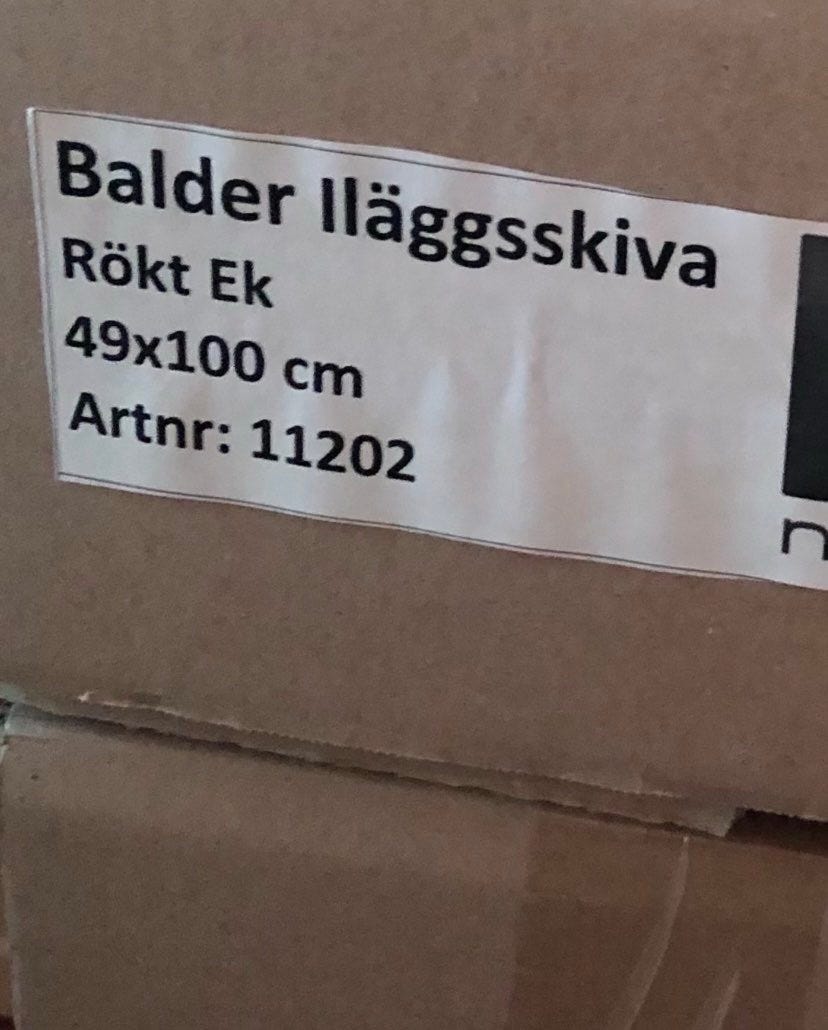 Balder Iläggsskiva
Rökt Ek
49x100 cm
Artnr: 11202